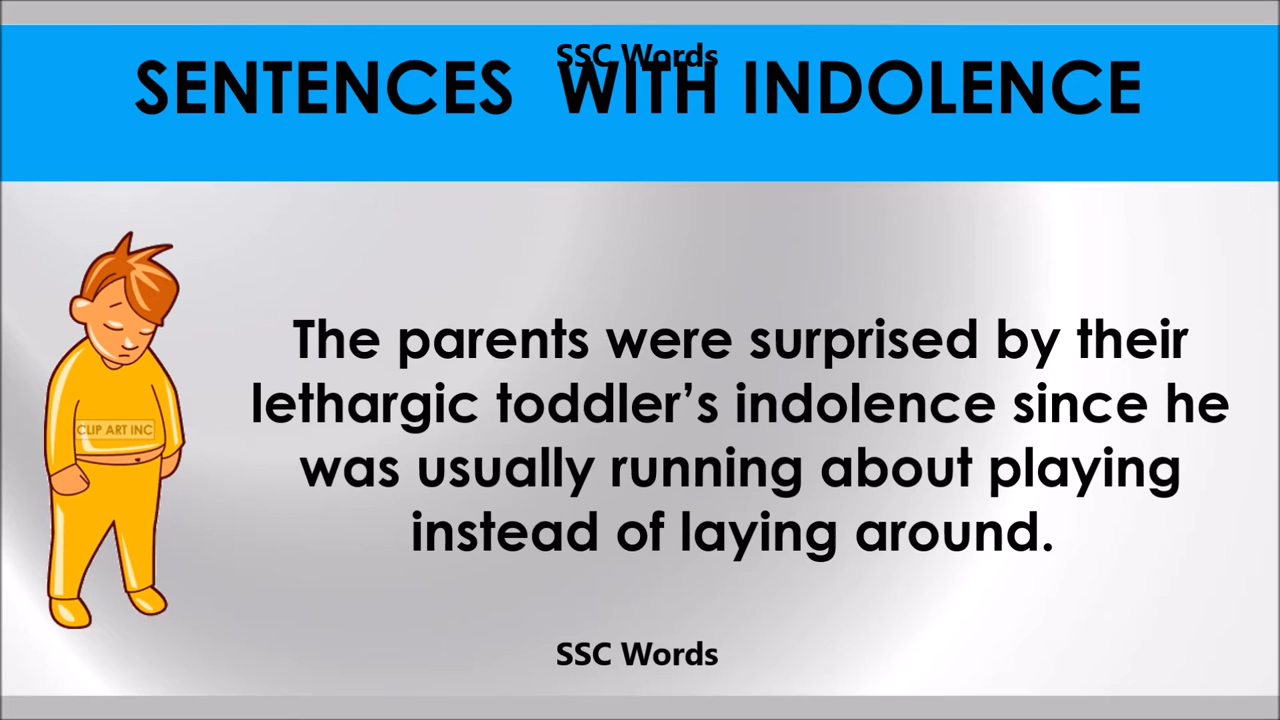 SSC Words
SENTENCES WITH INDOLENCE
The parents were surprised by their
lethargic toddler’s indolence since he
was usually running about playing
instead of laying around.
CLIP ART INC
SSC Words